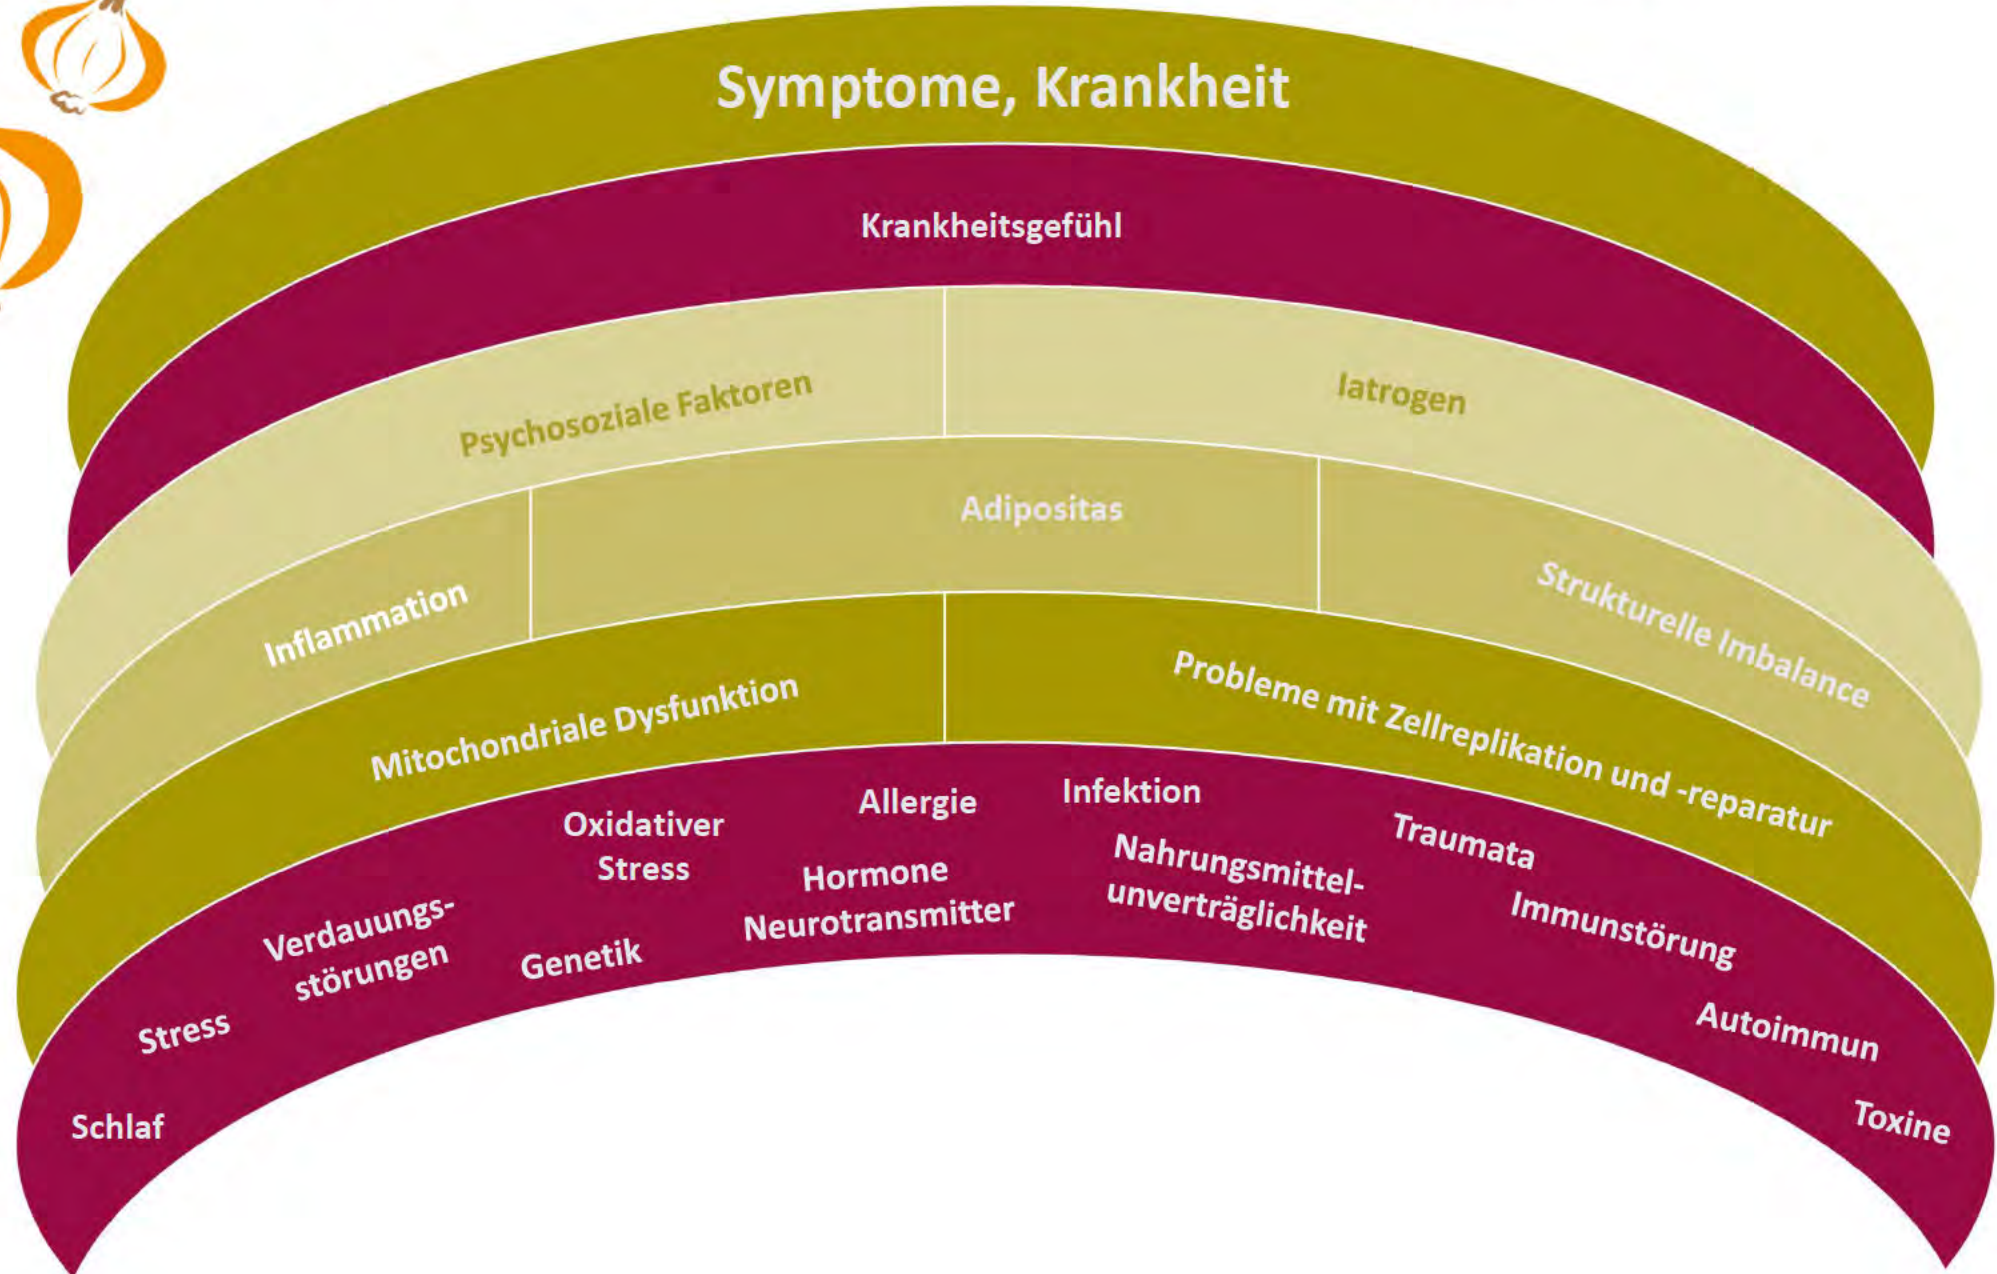 Symptome, Krankheit
Krankheitsgefühl
Psychosoziale Faktoren
Iatrogen
Inflammation
Adipositas
Strukturelle Imbalance
Mitochondriale Dysfunktion
Probleme mit Zellreplikation und -reparatur
Schlaf
Stress
Verdauungs-
störungen
Oxidativer
Stress
Genetik
Allergie
Hormone
Neurotransmitter
Infektion
Nahrungsmittel-
unverträglichkeit
Traumata
Immunstörung
Autoimmun
Toxine